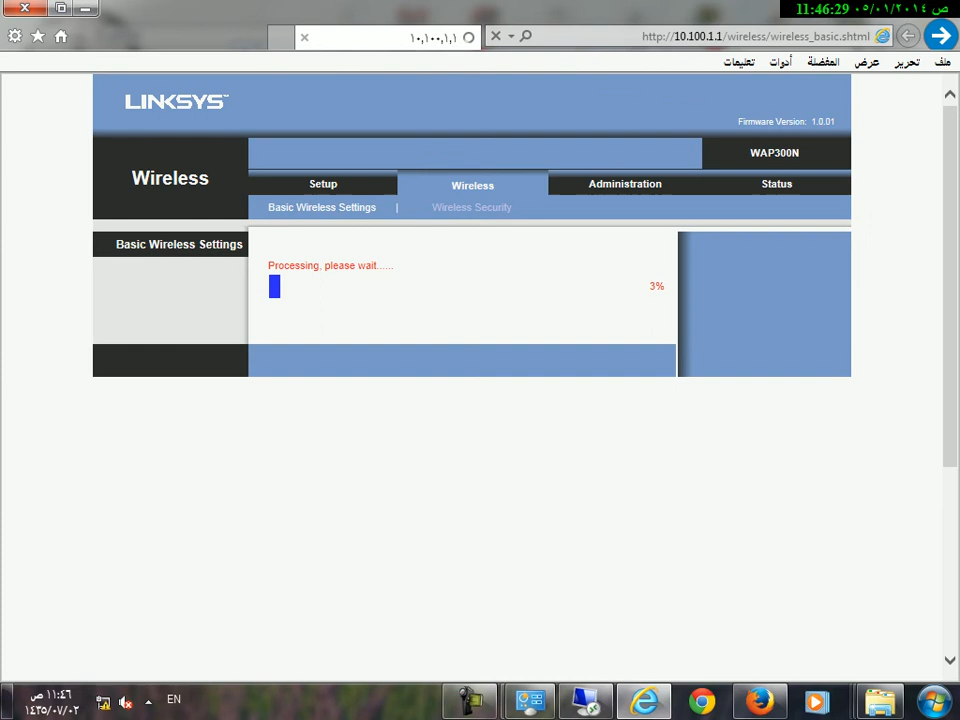 ص 11:46:29 ٠٥/٠١/٢٠١٤
١٠,١٠٠,١,١
http://10.100.1.1/wireless/wireless_basic.shtml
ملف تحرير عرض المفضلة أدوات تعليمات
LINKSYS™
Firmware Version: 1.0.01
WAP300N
Wireless
Setup Wireless Administration Status
Basic Wireless Settings | Wireless Security
Basic Wireless Settings
Processing, please wait......
3%
EN
١١:٤٦ ص
١٤٣٥/٠٧/٠٢